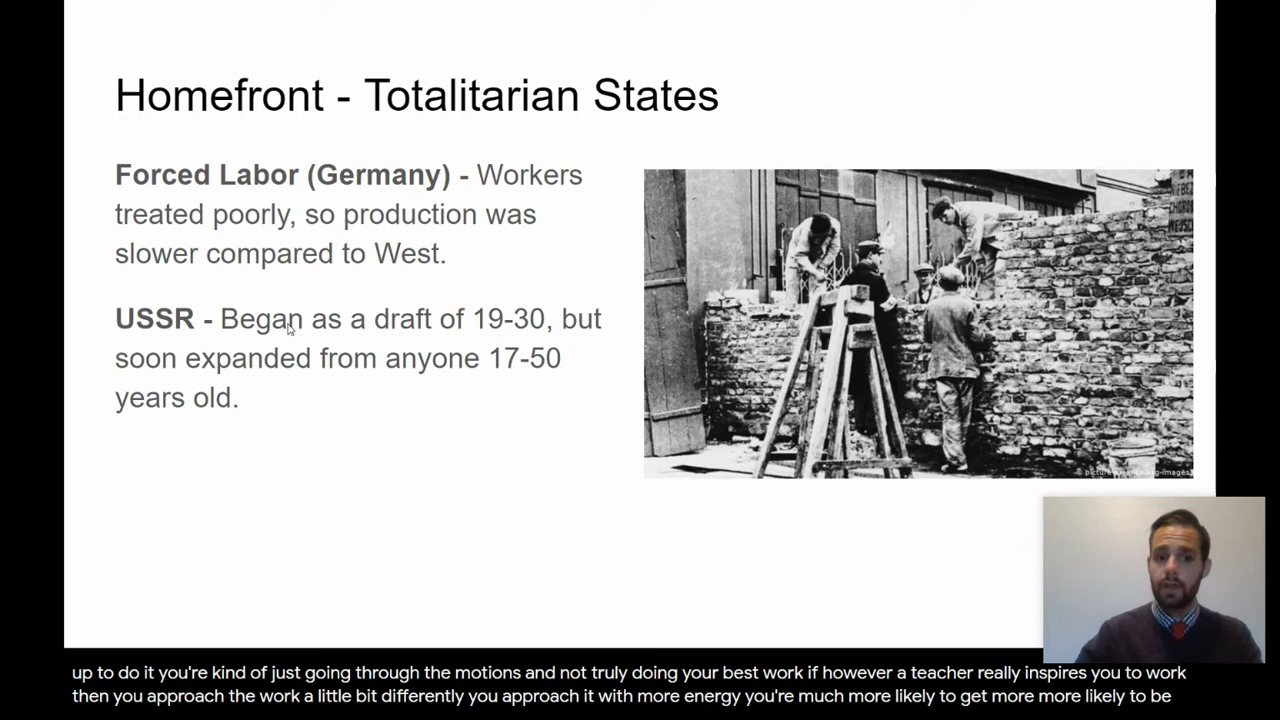 Homefront - Totalitarian States
Forced Labor (Germany) - Workers
treated poorly, so production was
slower compared to West.
USSR - Began as a draft of 19-30, but
soon expanded from anyone 17-50
years old.
up to do it you're kind of just going through the motions and not truly doing your best work if however a teacher really inspires you to work
then you approach the work a little bit differently you approach it with more energy you're much more likely to get more more likely to be